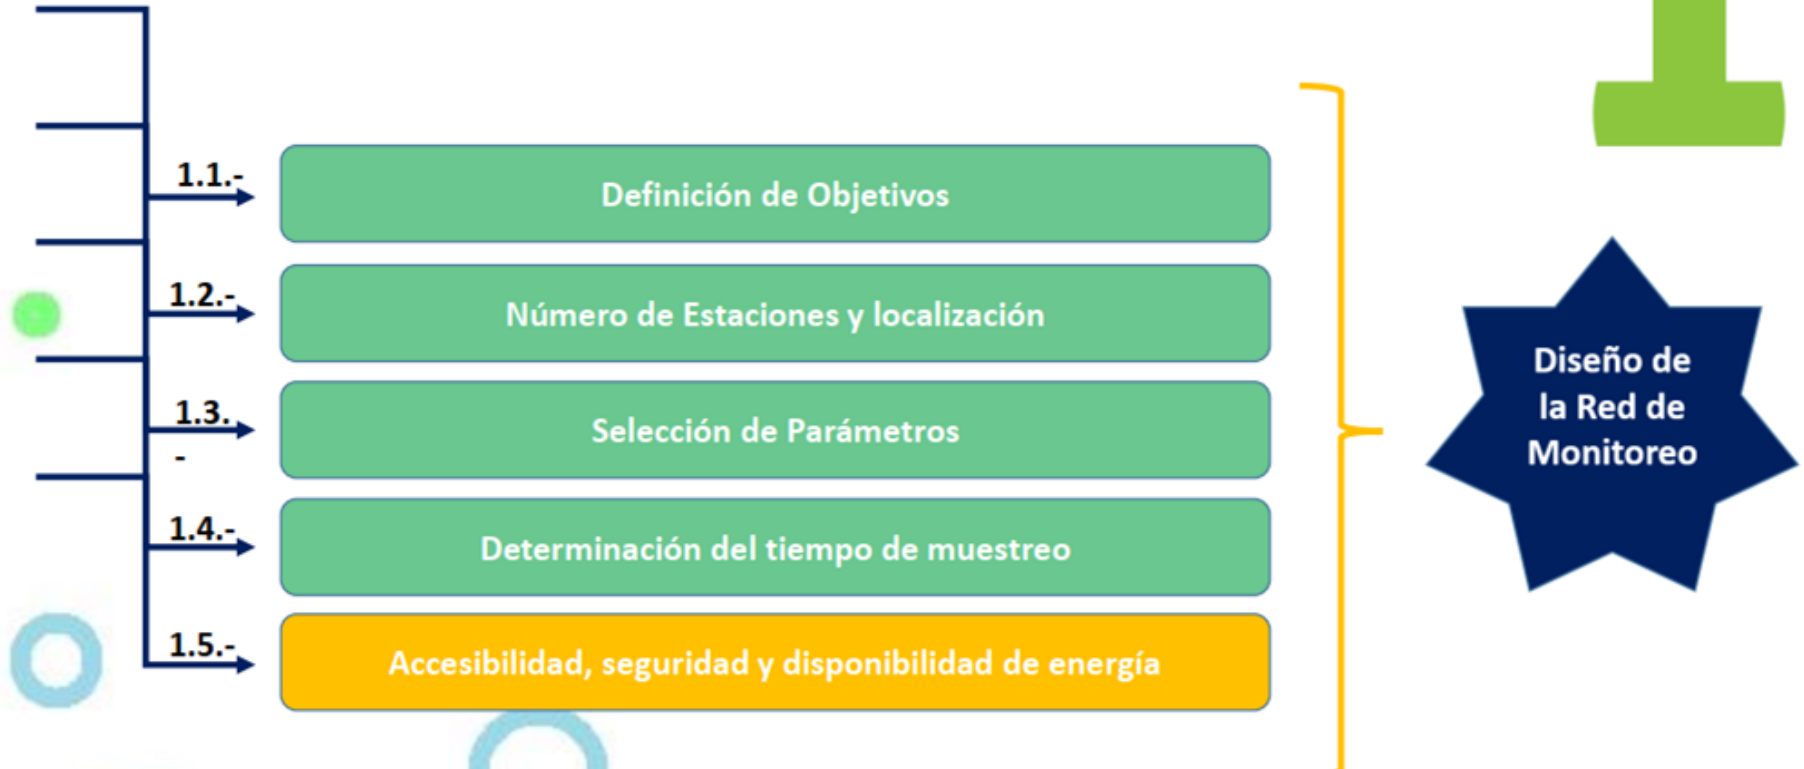 1.1.-
Definición de Objetivos
1.2.-
Número de Estaciones y localización
1.3.
-
Selección de Parámetros
1.4.-
Determinación del tiempo de muestreo
1.5.-
Accesibilidad, seguridad y disponibilidad de energía
Diseño de
la Red de
Monitoreo